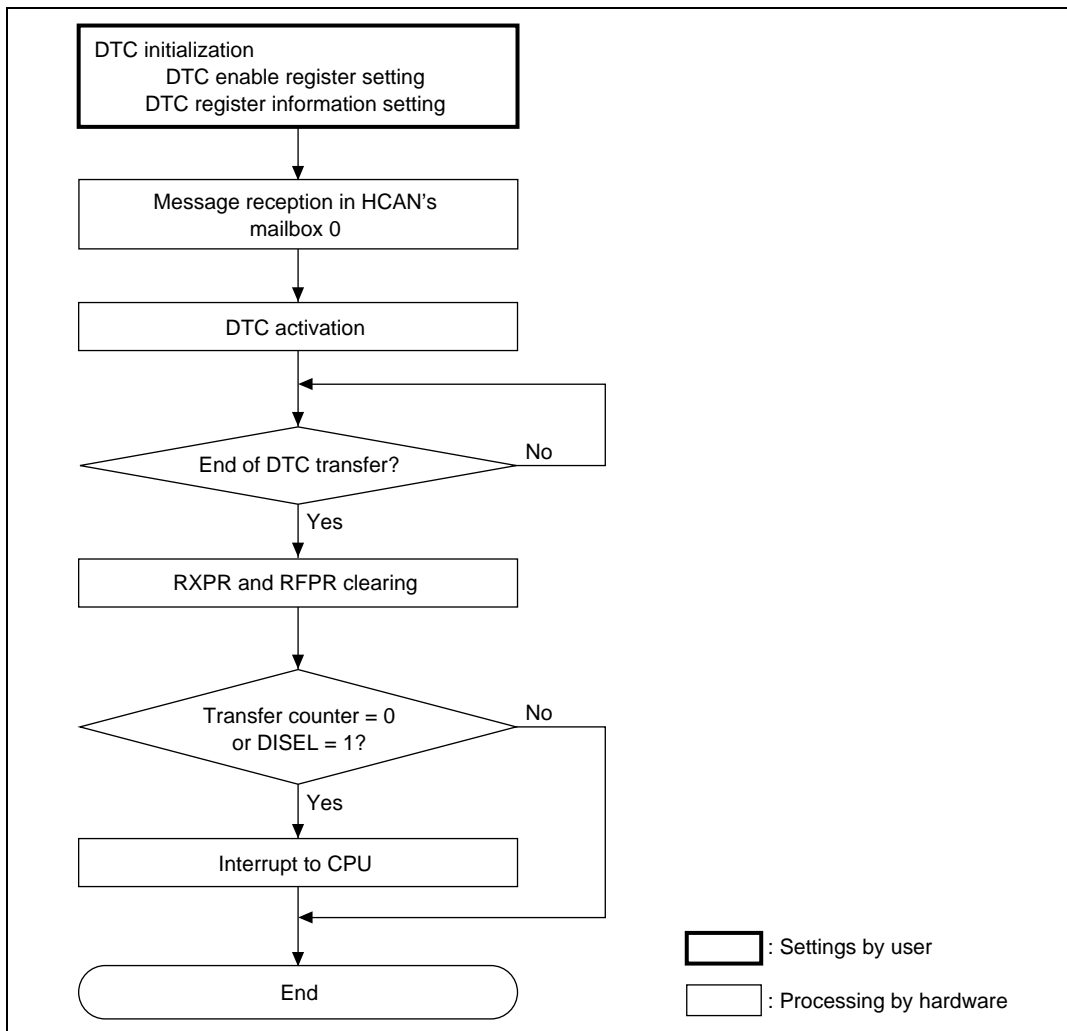 DTC initialization
DTC enable register setting
DTC register information setting
Message reception in HCAN's
mailbox 0
DTC activation
End of DTC transfer?
No
Yes
RXPR and RFPR clearing
Transfer counter = 0
or DISEL = 1?
No
Yes
Interrupt to CPU
End
: Settings by user
: Processing by hardware